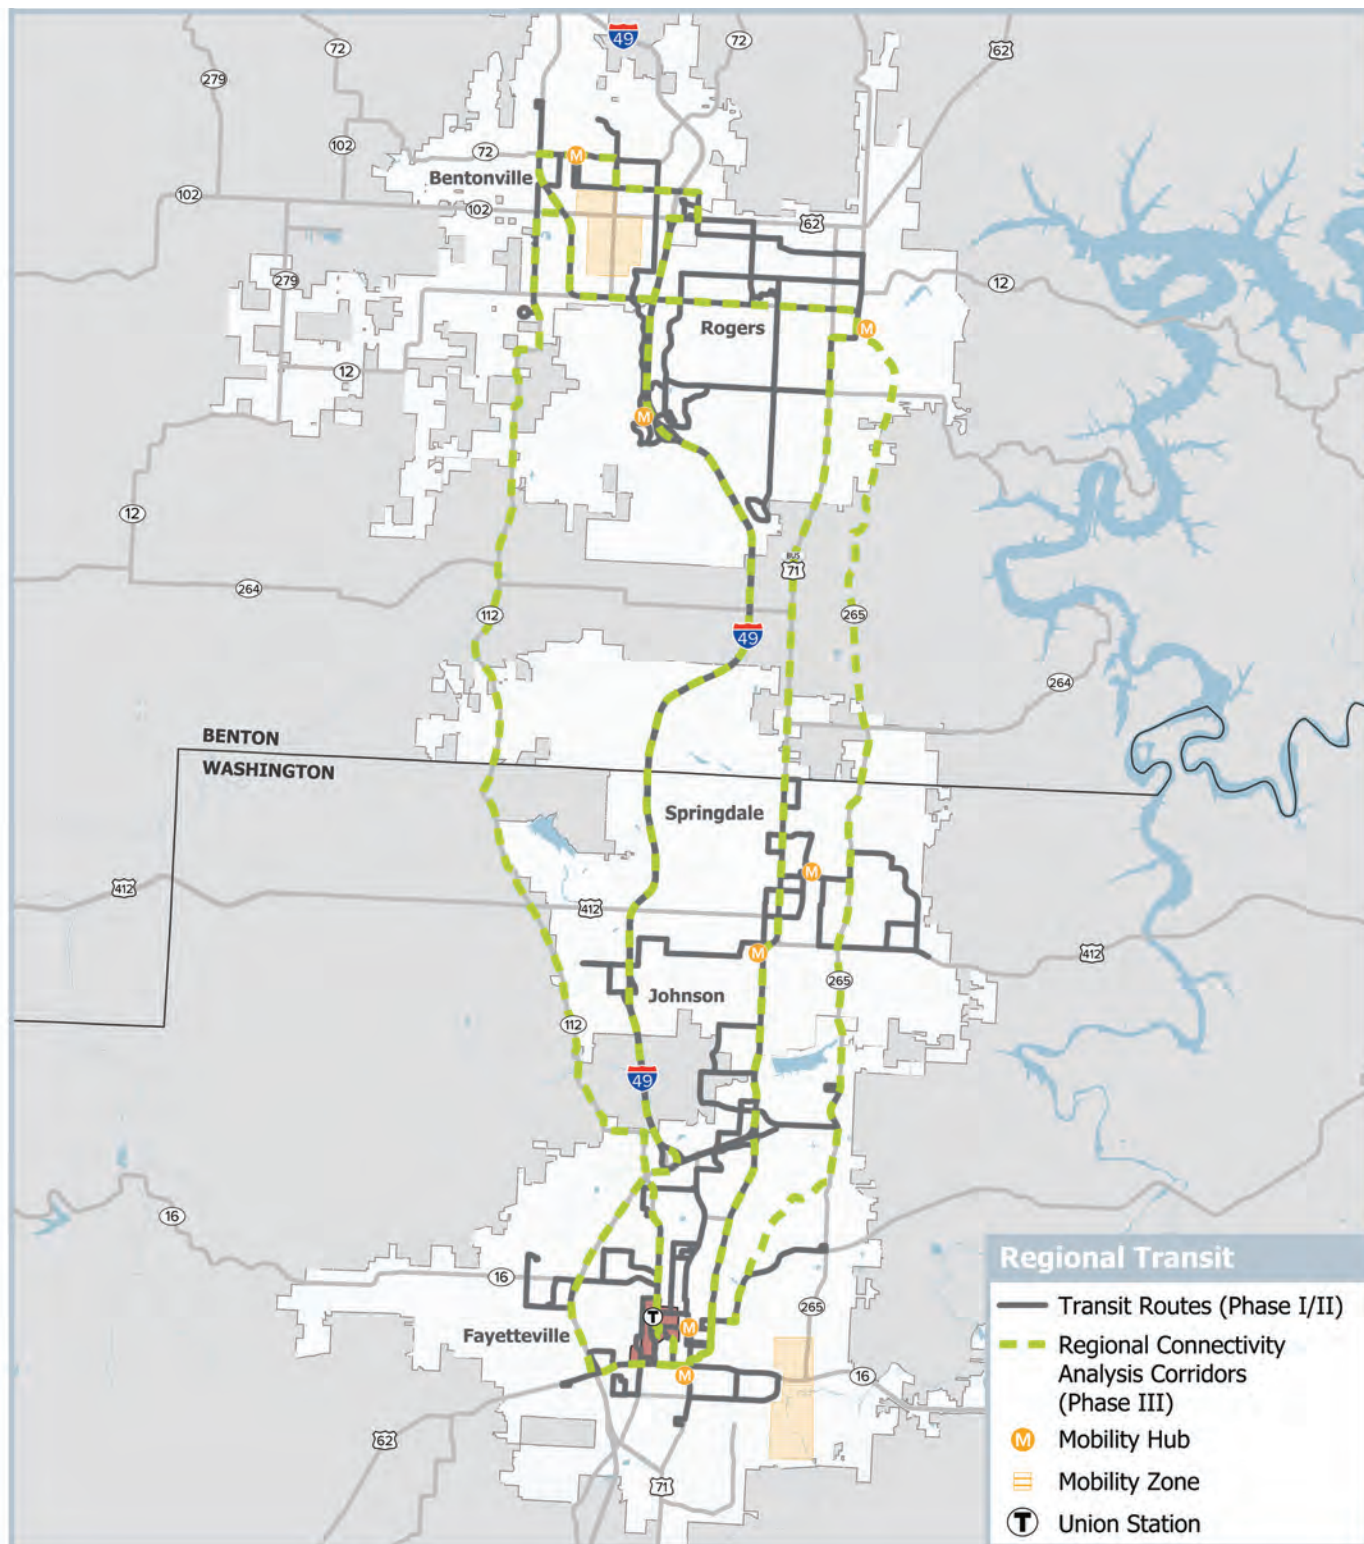 49
72
72
62
279
102
72
Bentonville
102
102
62
279
12
Rogers
12
12
BUS
71
264
112
265
49
264
BENTON
WASHINGTON
Springdale
412
412
412
265
Johnson
112
49
16
16
265
Fayetteville
16
62
71
M
M
M
M
M
T
M
M
Regional Transit
Transit Routes (Phase I/II)
Regional Connectivity
Analysis Corridors
(Phase III)
M Mobility Hub
Mobility Zone
T Union Station